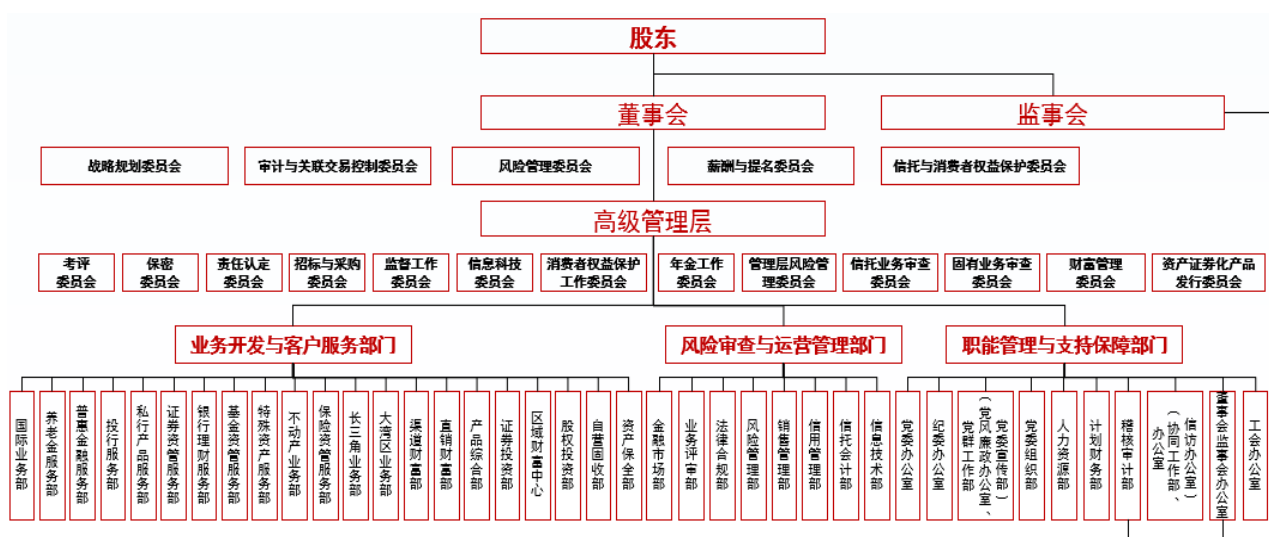 股东
董事会
监事会
战略规划委员会
审计与关联交易控制委员会
风险管理委员会
薪酬与提名委员会
信托与消费者权益保护委员会
高级管理层
考评
委员会
保密
委员会
责任认定
委员会
招标与采购
委员会
监督工作
委员会
信息科技
委员会
消费者权益保护
工作委员会
年金工作
委员会
管理层风险管
理委员会
信托业务审查
委员会
固有业务审查
委员会
财富管理
委员会
资产证券化产品
发行委员会
业务开发与客户服务部门
风险审查与运营管理部门
职能管理与支持保障部门
国际业务部
养老金服务部
普惠金融服务部
投行服务部
私行产品服务部
证券资管服务部
银行理财服务部
基金资管服务部
特殊资产服务部
不动产业务部
保险资管服务部
长三角业务部
大湾区业务部
渠道财富部
直销财富部
产品综合部
证券投资部
区域财富中心
股权投资部
自营固收部
资产保全部
金融市场部
业务评审部
法律合规部
风险管理部
销售管理部
信用管理部
信托会计部
信息技术部
党委办公室
纪委办公室
党群工作部
（党风廉政办公室、
党委宣传部）
党委组织部
人力资源部
计划财务部
稽核审计部
办公室
（协同工作部、
信访办公室）
董事会监事会办公室
工会办公室